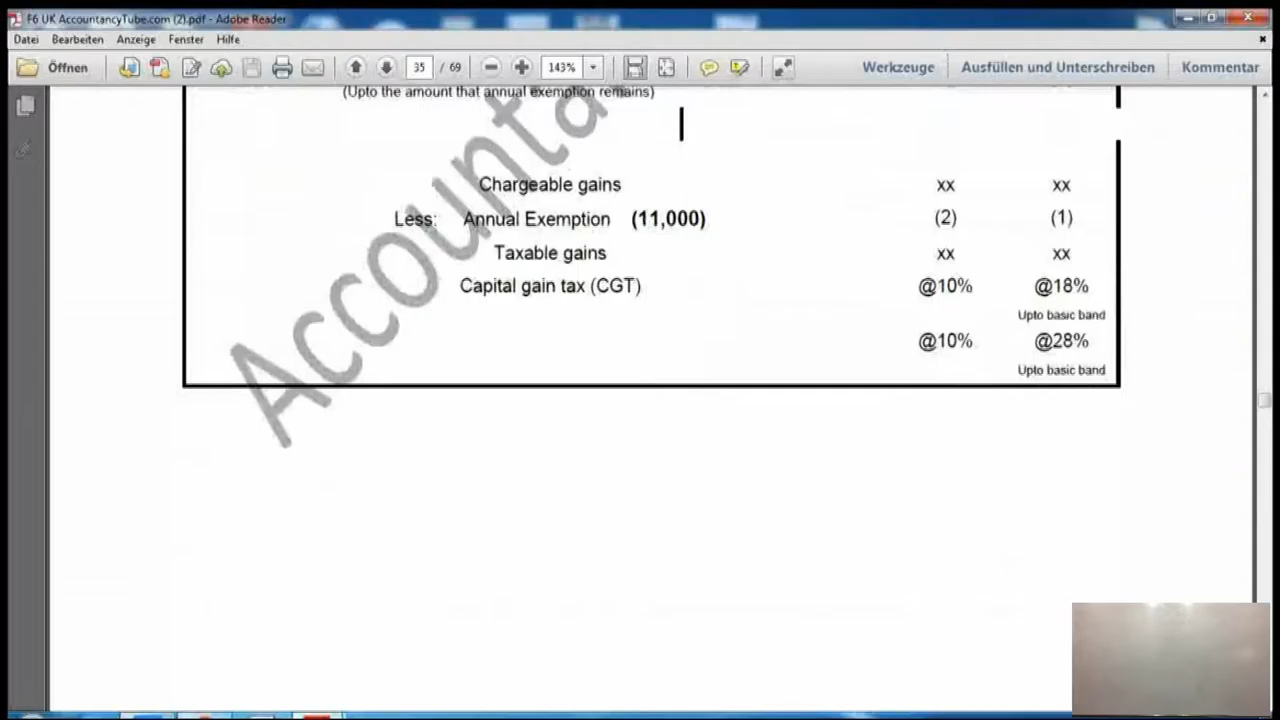 F6 UK AccountancyTube.com (2).pdf - Adobe Reader
Datei Bearbeiten Anzeige Fenster Hilfe
Öffnen 35 / 69 143% Werkzeuge Ausfüllen und Unterschreiben Kommentar
(Upto the amount that annual exemption remains)
Chargeable gains xx xx
Less: Annual Exemption (11,000) (2) (1)
Taxable gains xx xx
Capital gain tax (CGT) @10% @18%
Upto basic band
@10% @28%
Upto basic band
Accounta